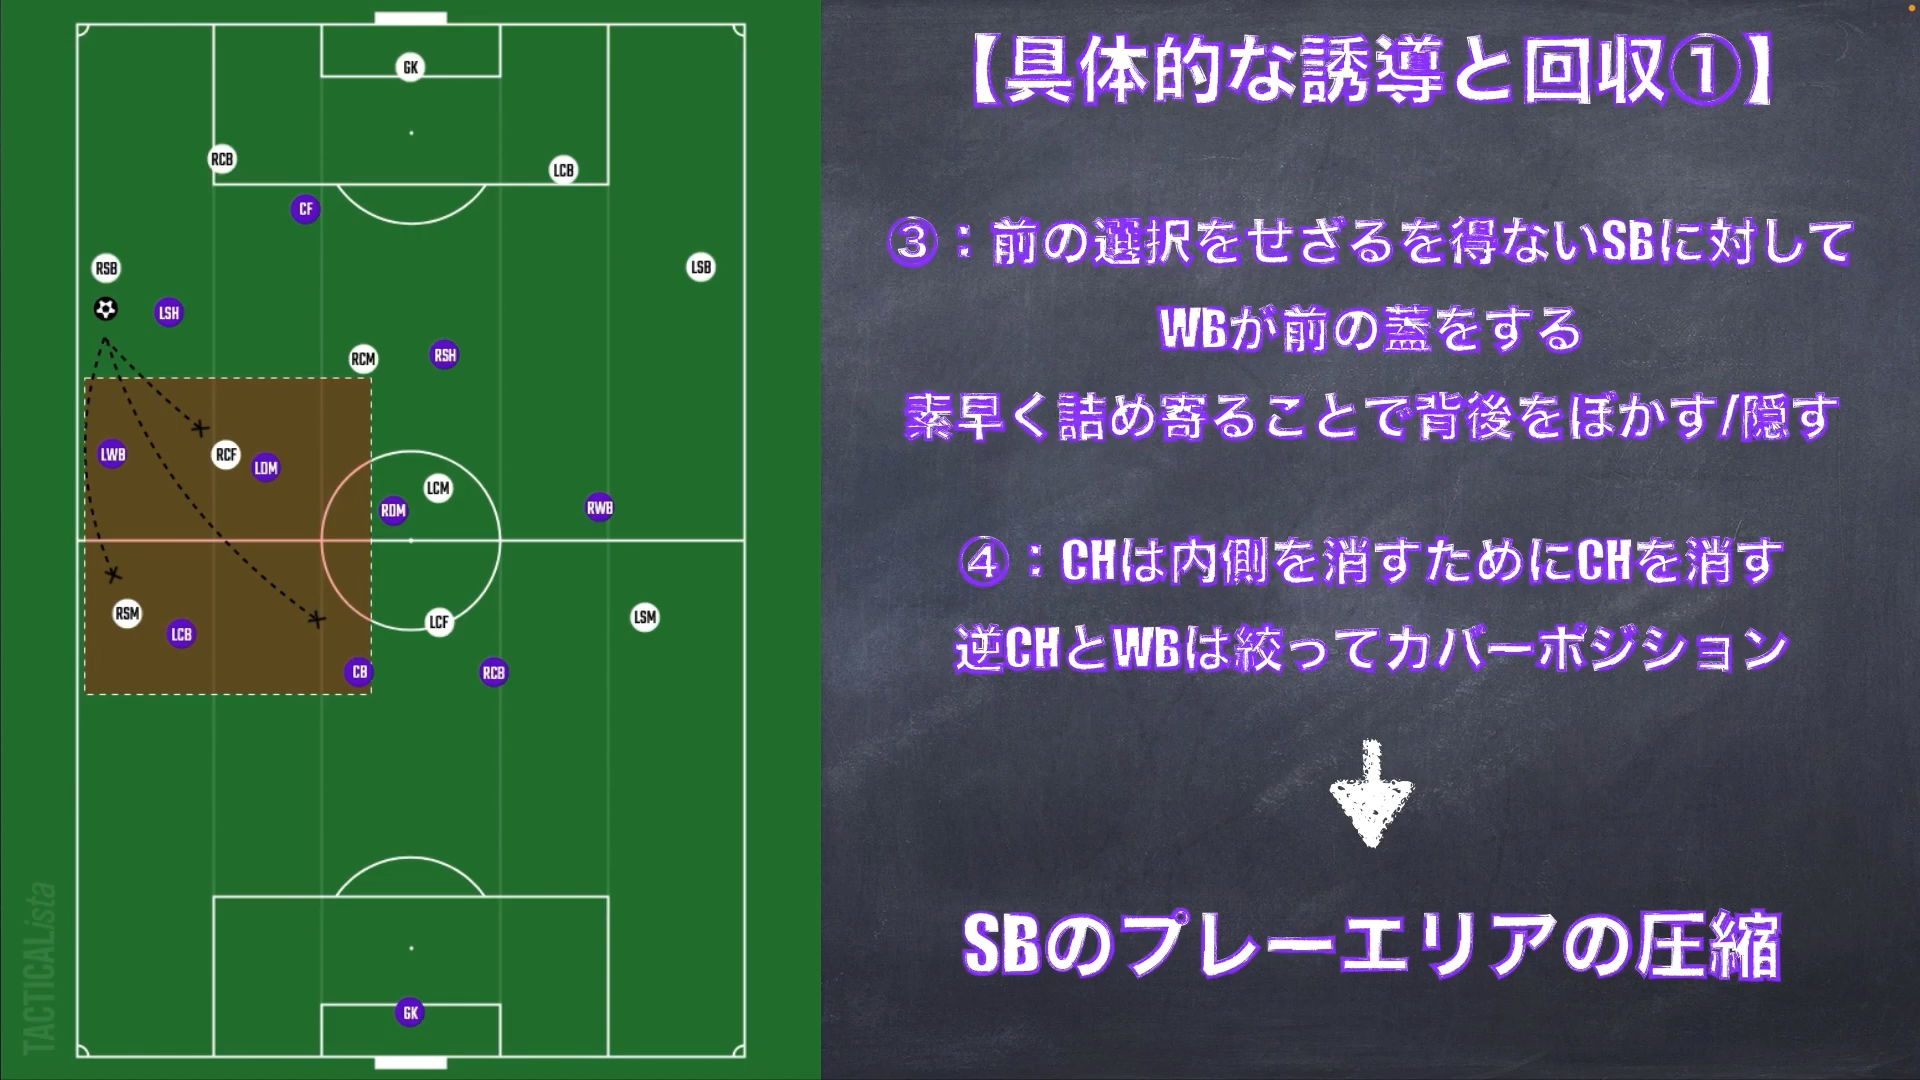 【具体的な誘導と回収①】
③：前の選択をせざるを得ないSBに対して
WBが前の蓋をする
素早く詰め寄ることで背後をぼかす/隠す
④：CHは内側を消すためにCHを消す
逆CHとWBは絞ってカバーポジション
SBのプレーエリアの圧縮
GK
RCB
LCB
CF
RSB
LSB
LSH
RCM
RSH
LWB
RCF
LDM
LCM
RDM
RWB
RSM
LCB
LCF
LSM
CB
RCB
GK
TACTICALista